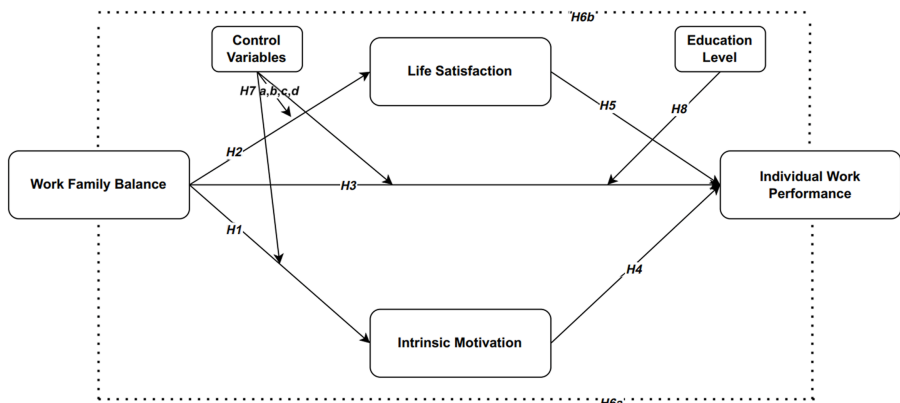 H6b
Control
Variables
Education
Level
Life Satisfaction
H7 a,b,c,d
H5
H8
H2
Work Family Balance
H3
Individual Work
Performance
H1
H4
Intrinsic Motivation
H6a